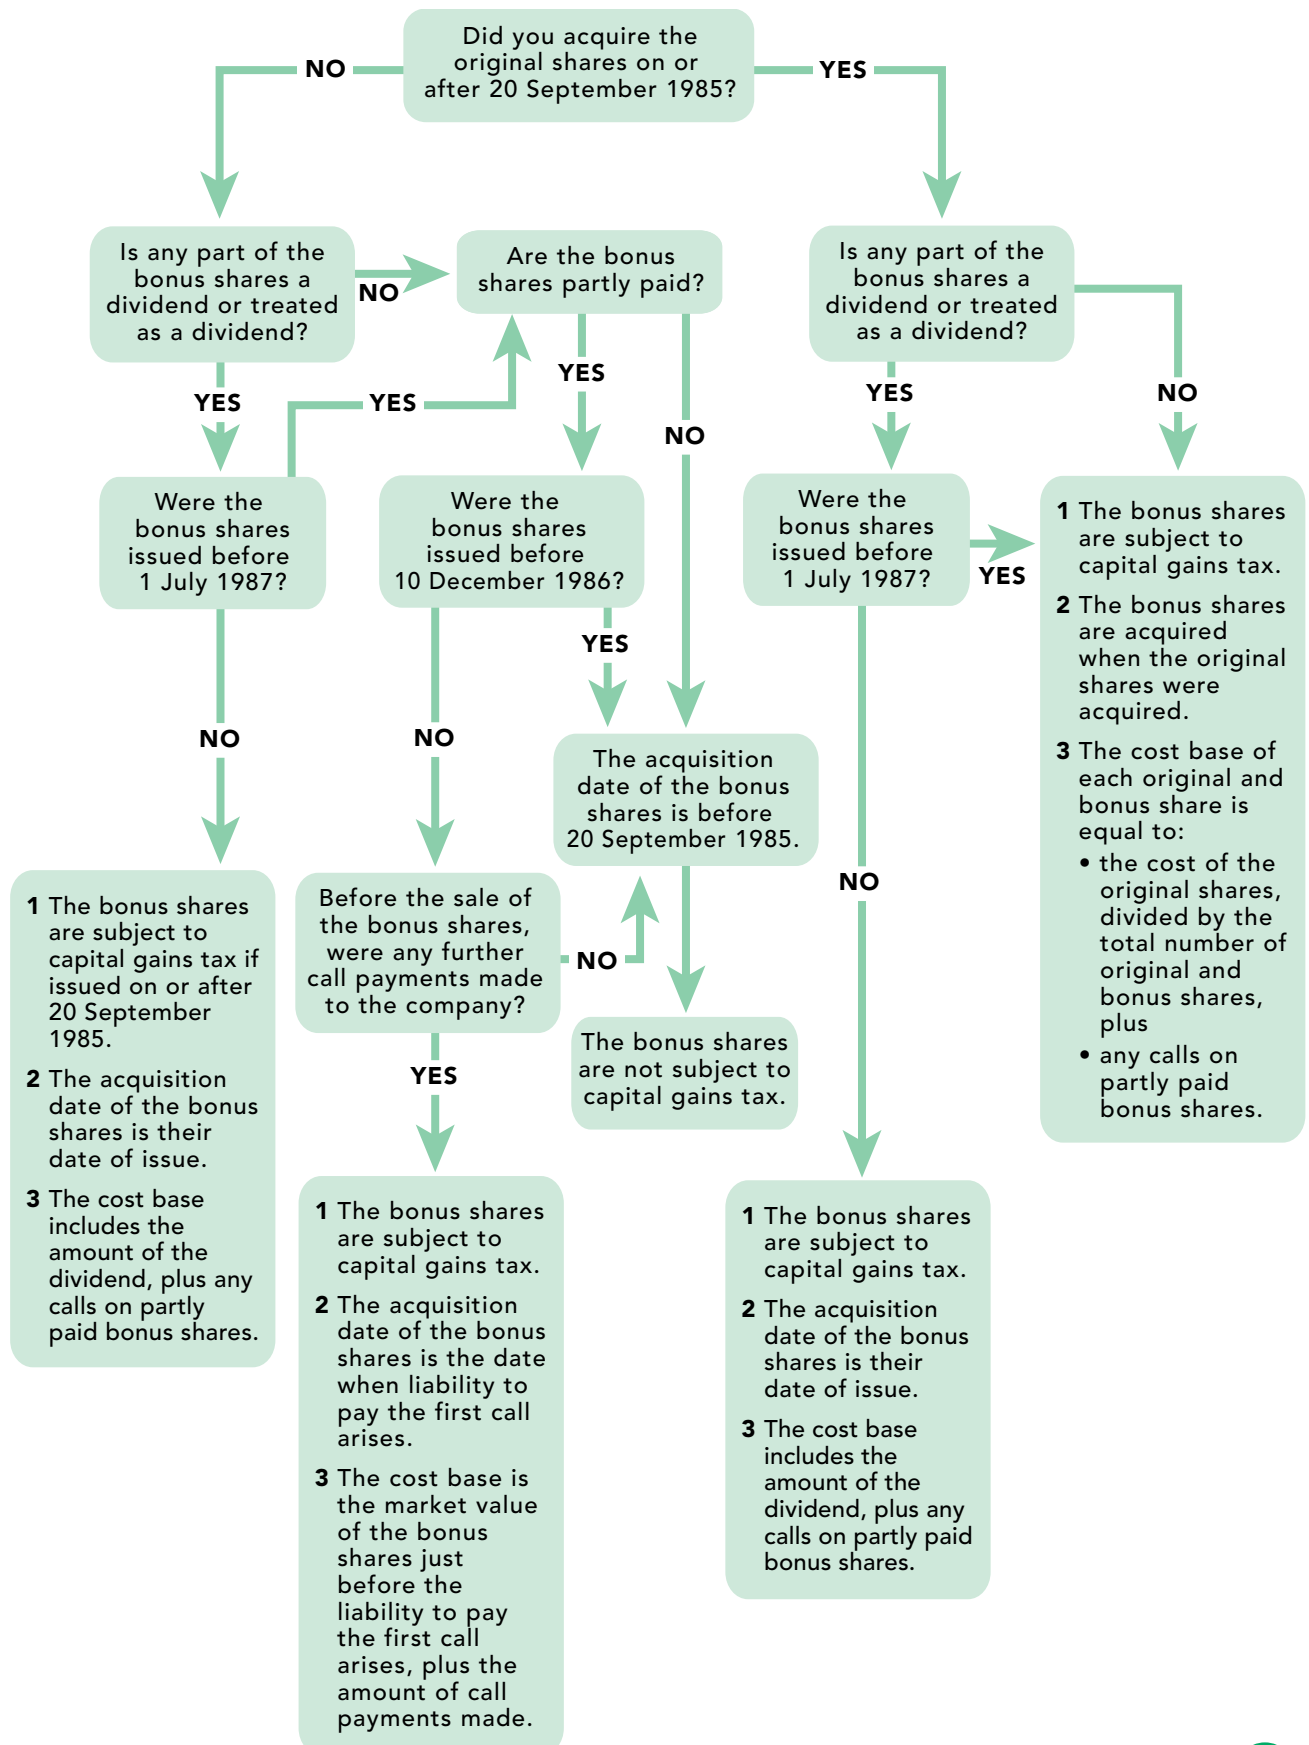 Did you acquire the
original shares on or
after 20 September 1985?
NO
YES
Is any part of the
bonus shares a
dividend or treated
as a dividend?
NO
Are the bonus
shares partly paid?
Is any part of the
bonus shares a
dividend or treated
as a dividend?
YES
YES
YES
NO
YES
NO
Were the
bonus shares
issued before
1 July 1987?
Were the
bonus shares
issued before
10 December 1986?
Were the
bonus shares
issued before
1 July 1987?
YES
1 The bonus shares
are subject to
capital gains tax.
2 The bonus shares
are acquired
when the original
shares were
acquired.
3 The cost base of
each original and
bonus share is
equal to:
• the cost of the
original shares,
divided by the
total number of
original and
bonus shares,
plus
• any calls on
partly paid
bonus shares.
NO
NO
YES
The acquisition
date of the bonus
shares is before
20 September 1985.
NO
1 The bonus shares
are subject to
capital gains tax if
issued on or after
20 September
1985.
2 The acquisition
date of the bonus
shares is their
date of issue.
3 The cost base
includes the
amount of the
dividend, plus any
calls on partly
paid bonus shares.
Before the sale of
the bonus shares,
were any further
call payments made
to the company?
NO
The bonus shares
are not subject to
capital gains tax.
YES
1 The bonus shares
are subject to
capital gains tax.
2 The acquisition
date of the bonus
shares is the date
when liability to
pay the first call
arises.
3 The cost base is
the market value
of the bonus
shares just
before the
liability to pay
the first call
arises, plus the
amount of call
payments made.
1 The bonus shares
are subject to
capital gains tax.
2 The acquisition
date of the bonus
shares is their
date of issue.
3 The cost base
includes the
amount of the
dividend, plus any
calls on partly paid
bonus shares.